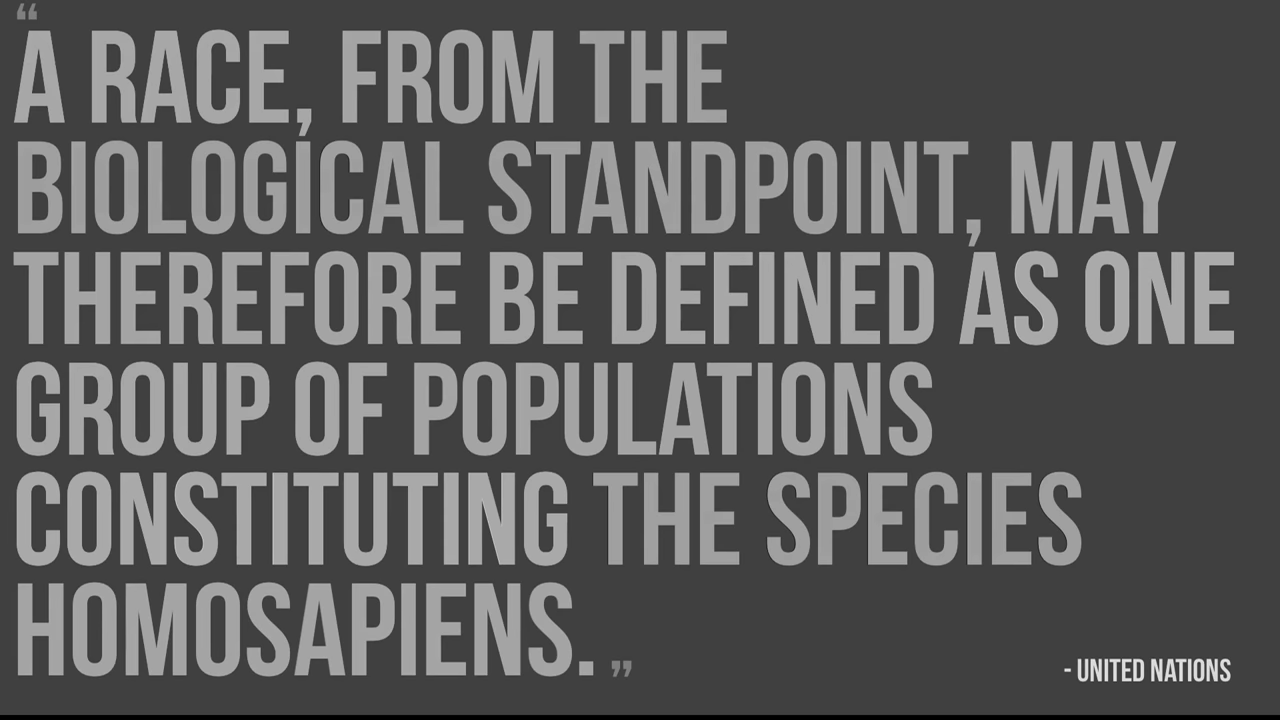 “
A RACE, FROM THE
BIOLOGICAL STANDPOINT, MAY
THEREFORE BE DEFINED AS ONE
GROUP OF POPULATIONS
CONSTITUTING THE SPECIES
HOMOSAPIENS. ”
- UNITED NATIONS